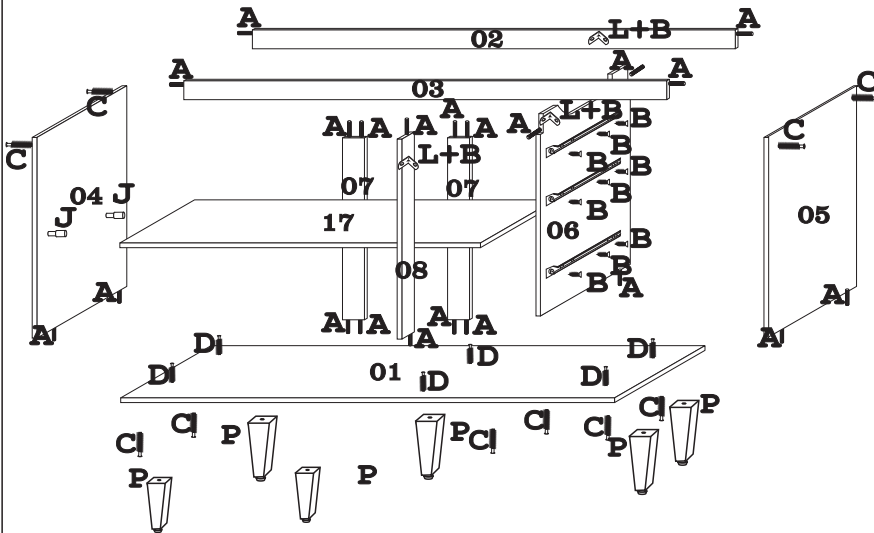 A L+B A
02
A A A
03
C C
A A A L+B B
C A A A A B
C L+B B B
07 07 B
04 J B B
J 17 06 05
B
08 B
A B A A
A A A A
A A A A
D D D
D 01 D D
C C C P
C P P C P
P P